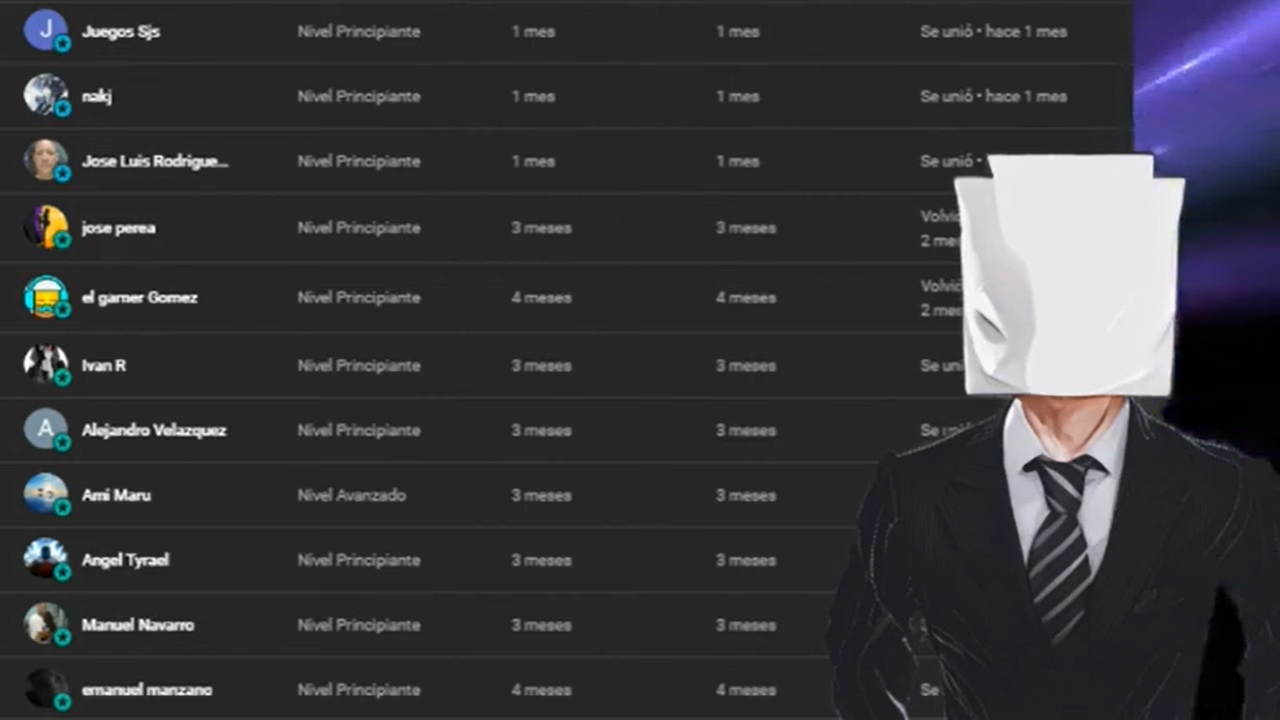 J Juegos Sjs Nivel Principiante 1 mes 1 mes Se unió • hace 1 mes
nakj Nivel Principiante 1 mes 1 mes Se unió • hace 1 mes
Jose Luis Rodrigue... Nivel Principiante 1 mes 1 mes Se unió •
jose perea Nivel Principiante 3 meses 3 meses
2
el gamer Gomez Nivel Principiante 4 meses 4 meses
2
Ivan R Nivel Principiante 3 meses 3 meses Se
A Alejandro Velazquez Nivel Principiante 3 meses 3 meses Se
Ami Maru Nivel Avanzado 3 meses 3 meses
Angel Tyrael Nivel Principiante 3 meses 3 meses
Manuel Navarro Nivel Principiante 3 meses 3 meses
emanuel manzano Nivel Principiante 4 meses 4 meses Se